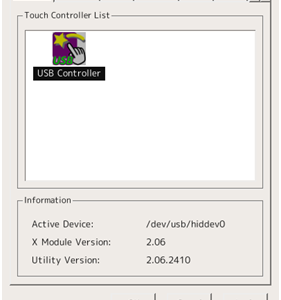 Touch Controller List
USB
USB Controller
Information
Active Device: /dev/usb/hiddev0
X Module Version: 2.06
Utility Version: 2.06.2410